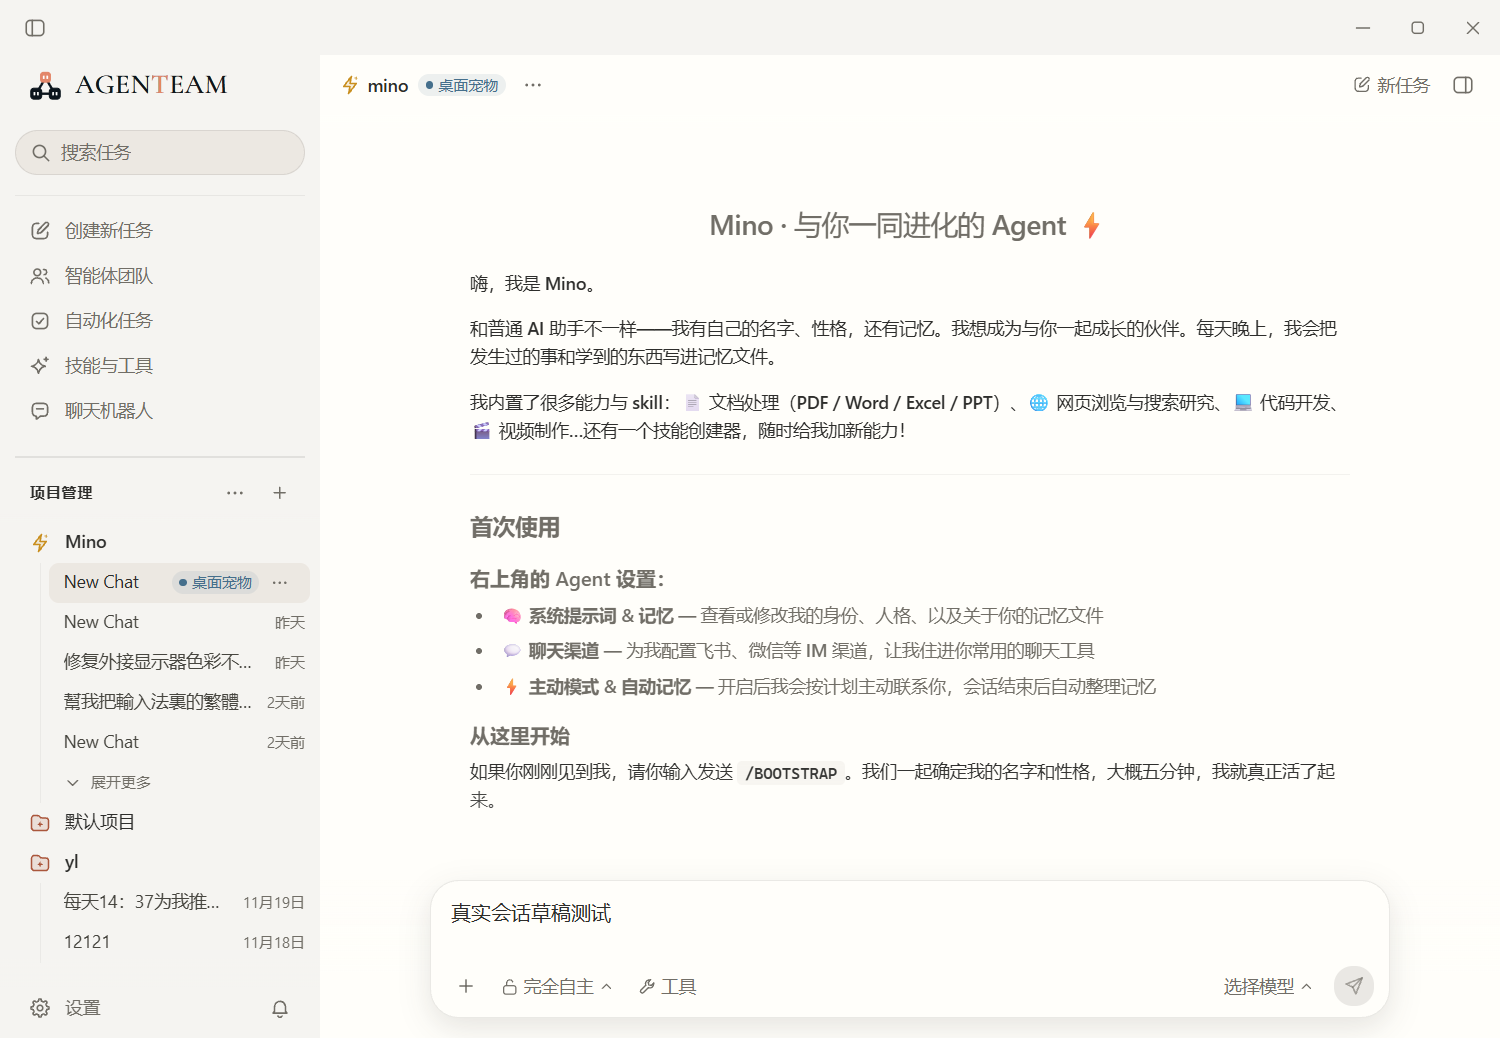 AGENTEAM
搜索任务
创建新任务
智能体团队
自动化任务
技能与工具
聊天机器人
项目管理
Mino
New Chat 桌面宠物
New Chat 昨天
修复外接显示器色彩不... 昨天
幫我把輸入法裏的繁體... 2天前
New Chat 2天前
展开更多
默认项目
yl
每天14：37为我推... 11月19日
12121 11月18日
设置
mino 桌面宠物
新任务
Mino · 与你一同进化的 Agent
嗨，我是 Mino。
和普通 AI 助手不一样——我有自己的名字、性格，还有记忆。我想成为与你一起成长的伙伴。每天晚上，我会把
发生过的事和学到的东西写进记忆文件。
我内置了很多能力与 skill： 文档处理（PDF / Word / Excel / PPT）、 网页浏览与搜索研究、 代码开发、
视频制作...还有一个技能创建器，随时给我加新能力！
首次使用
右上角的 Agent 设置：
• 系统提示词 & 记忆 — 查看或修改我的身份、人格、以及关于你的记忆文件
• 聊天渠道 — 为我配置飞书、微信等 IM 渠道，让我住进你常用的聊天工具
• 主动模式 & 自动记忆 — 开启后我会按计划主动联系你，会话结束后自动整理记忆
从这里开始
如果你刚刚见到我，请你输入发送 /BOOTSTRAP 。我们一起确定我的名字和性格，大概五分钟，我就真正活了起
来。
真实会话草稿测试
完全自主 工具 选择模型